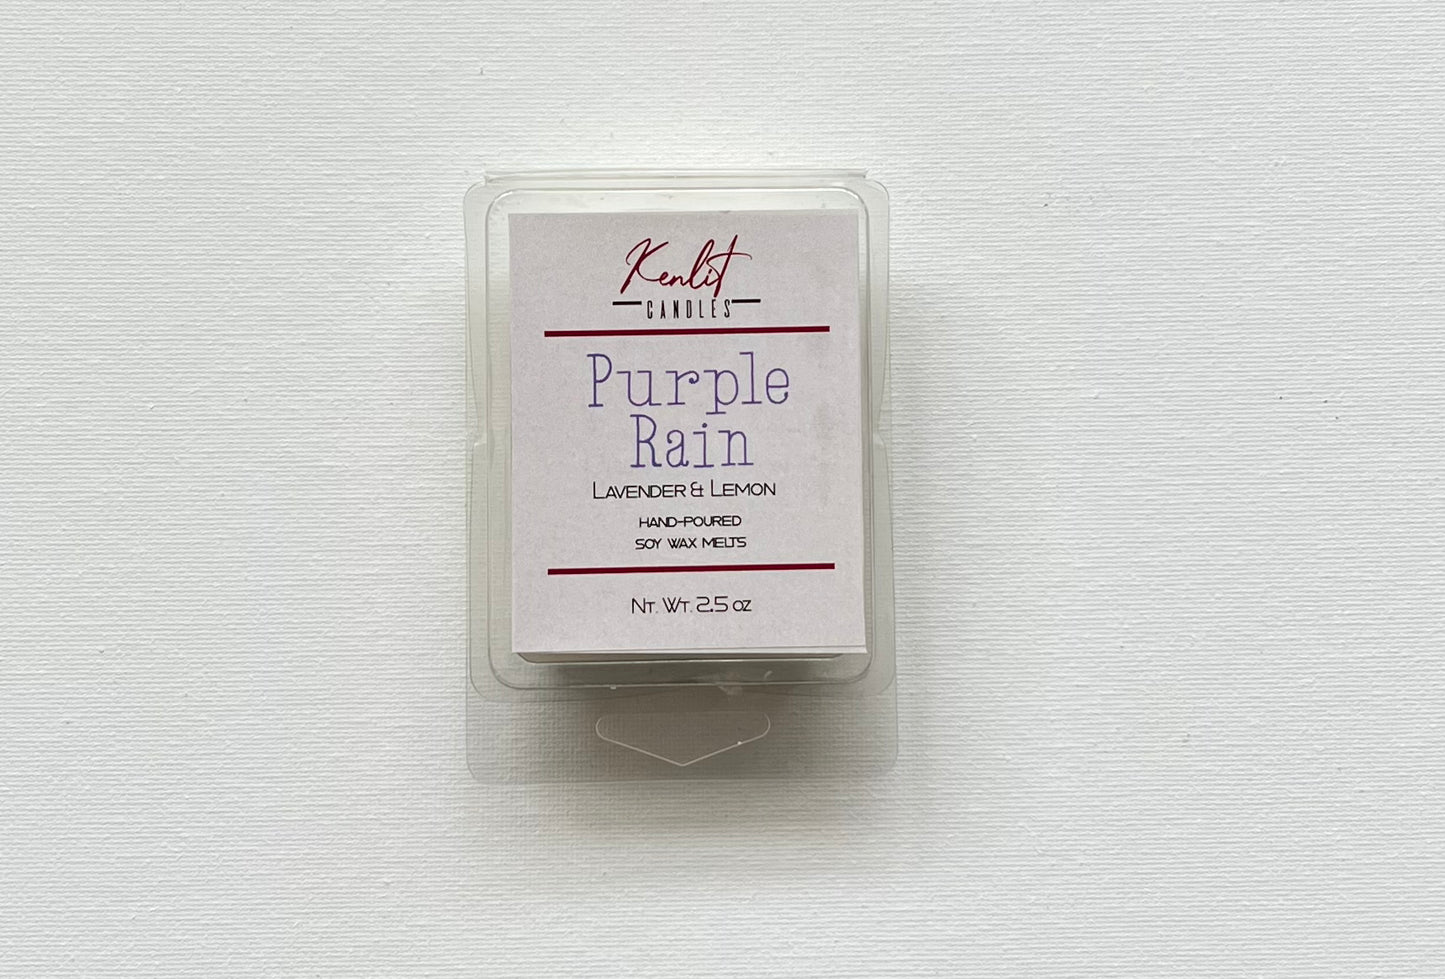 Kenlit
CANDLES
Purple
Rain
LAVENDER & LEMON
HAND-POURED
SOY WAX MELTS
NT. WT. 2.5 OZ